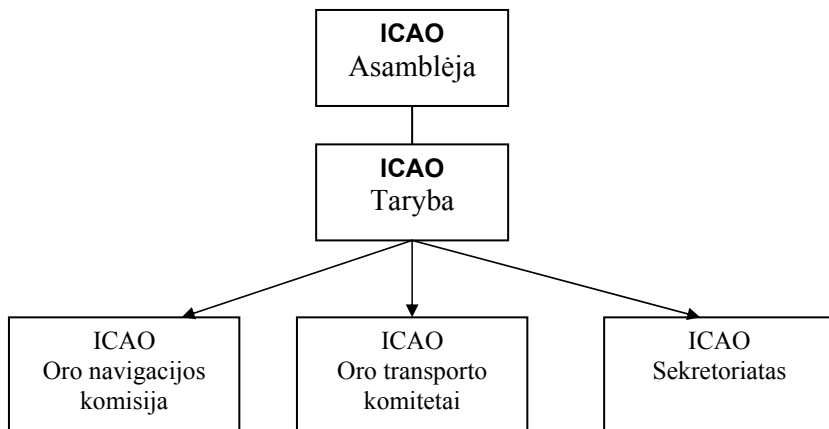 ICAO
Asamblėja
ICAO
Taryba
ICAO
Oro navigacijos
komisija
ICAO
Oro transporto
komitetai
ICAO
Sekretoriatas